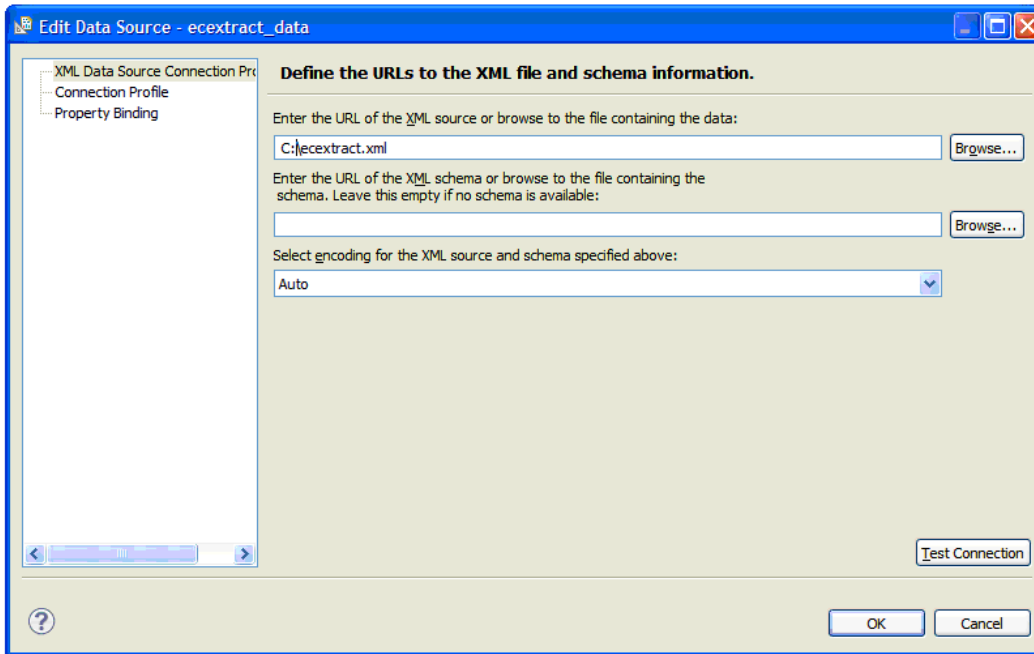 Edit Data Source - ecextract_data
XML Data Source Connection Pro
Connection Profile
Property Binding
Define the URLs to the XML file and schema information.
Enter the URL of the XML source or browse to the file containing the data:
C:\ecextract.xml
Browse...
Enter the URL of the XML schema or browse to the file containing the
schema. Leave this empty if no schema is available:
Browse...
Select encoding for the XML source and schema specified above:
Auto
Test Connection
?
OK
Cancel